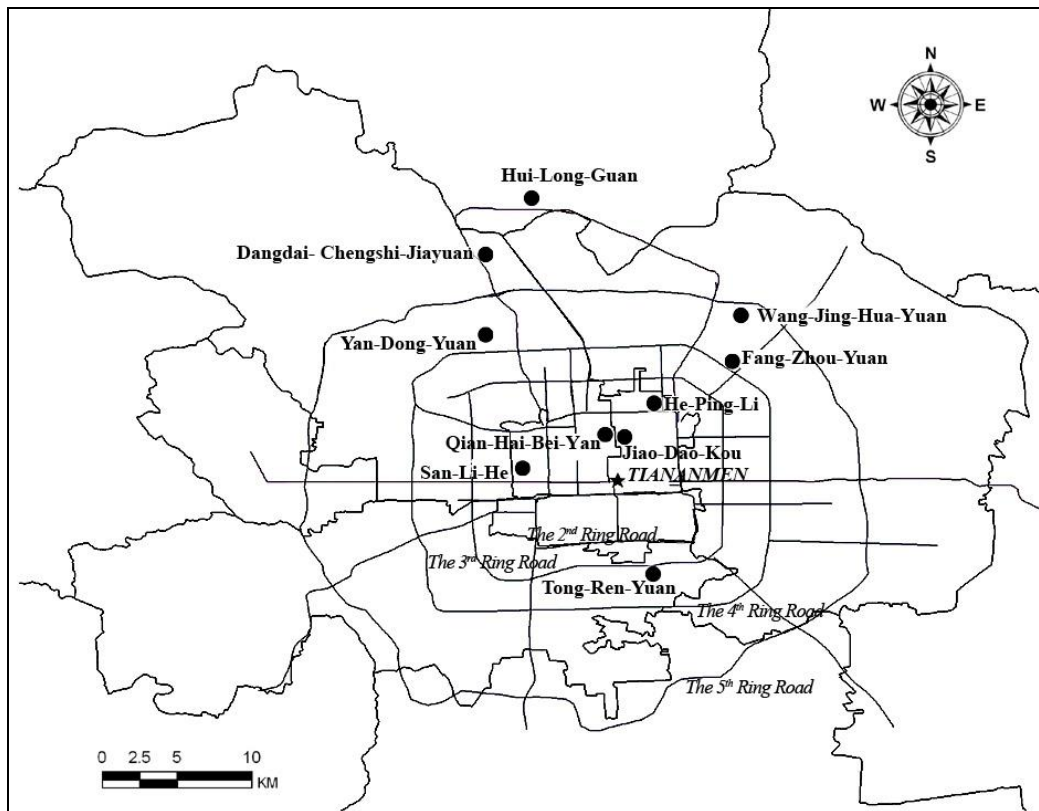 N
W E
S
Hui-Long-Guan
Dangdai- Chengshi-Jiayuan
Wang-Jing-Hua-Yuan
Yan-Dong-Yuan
Fang-Zhou-Yuan
He-Ping-Li
Qian-Hai-Bei-Yan
Jiao-Dao-Kou
San-Li-He
TIANANMEN
The 2nd Ring Road
The 3rd Ring Road
Tong-Ren-Yuan
The 4th Ring Road
The 5th Ring Road
0 2.5 5 10
KM